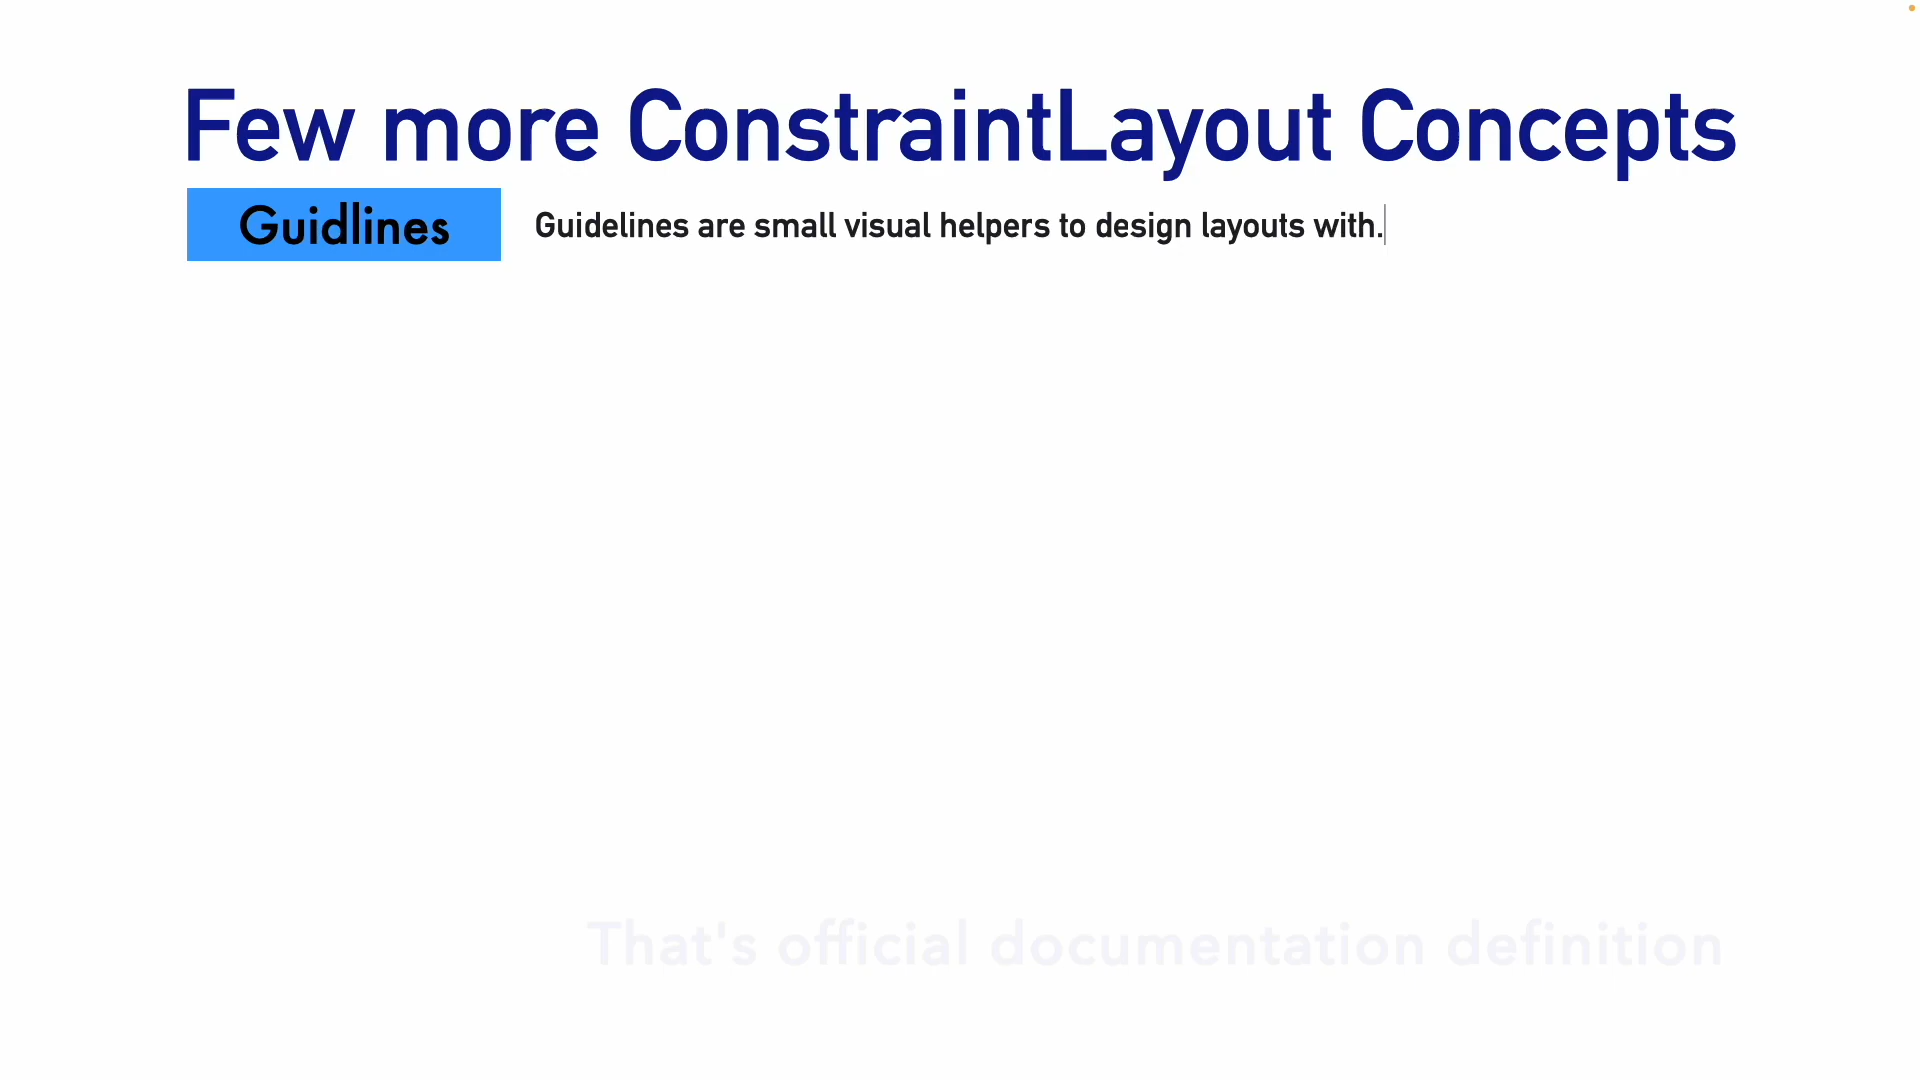 Few more ConstraintLayout Concepts
Guidlines
Guidelines are small visual helpers to design layouts with.
That's official documentation definition